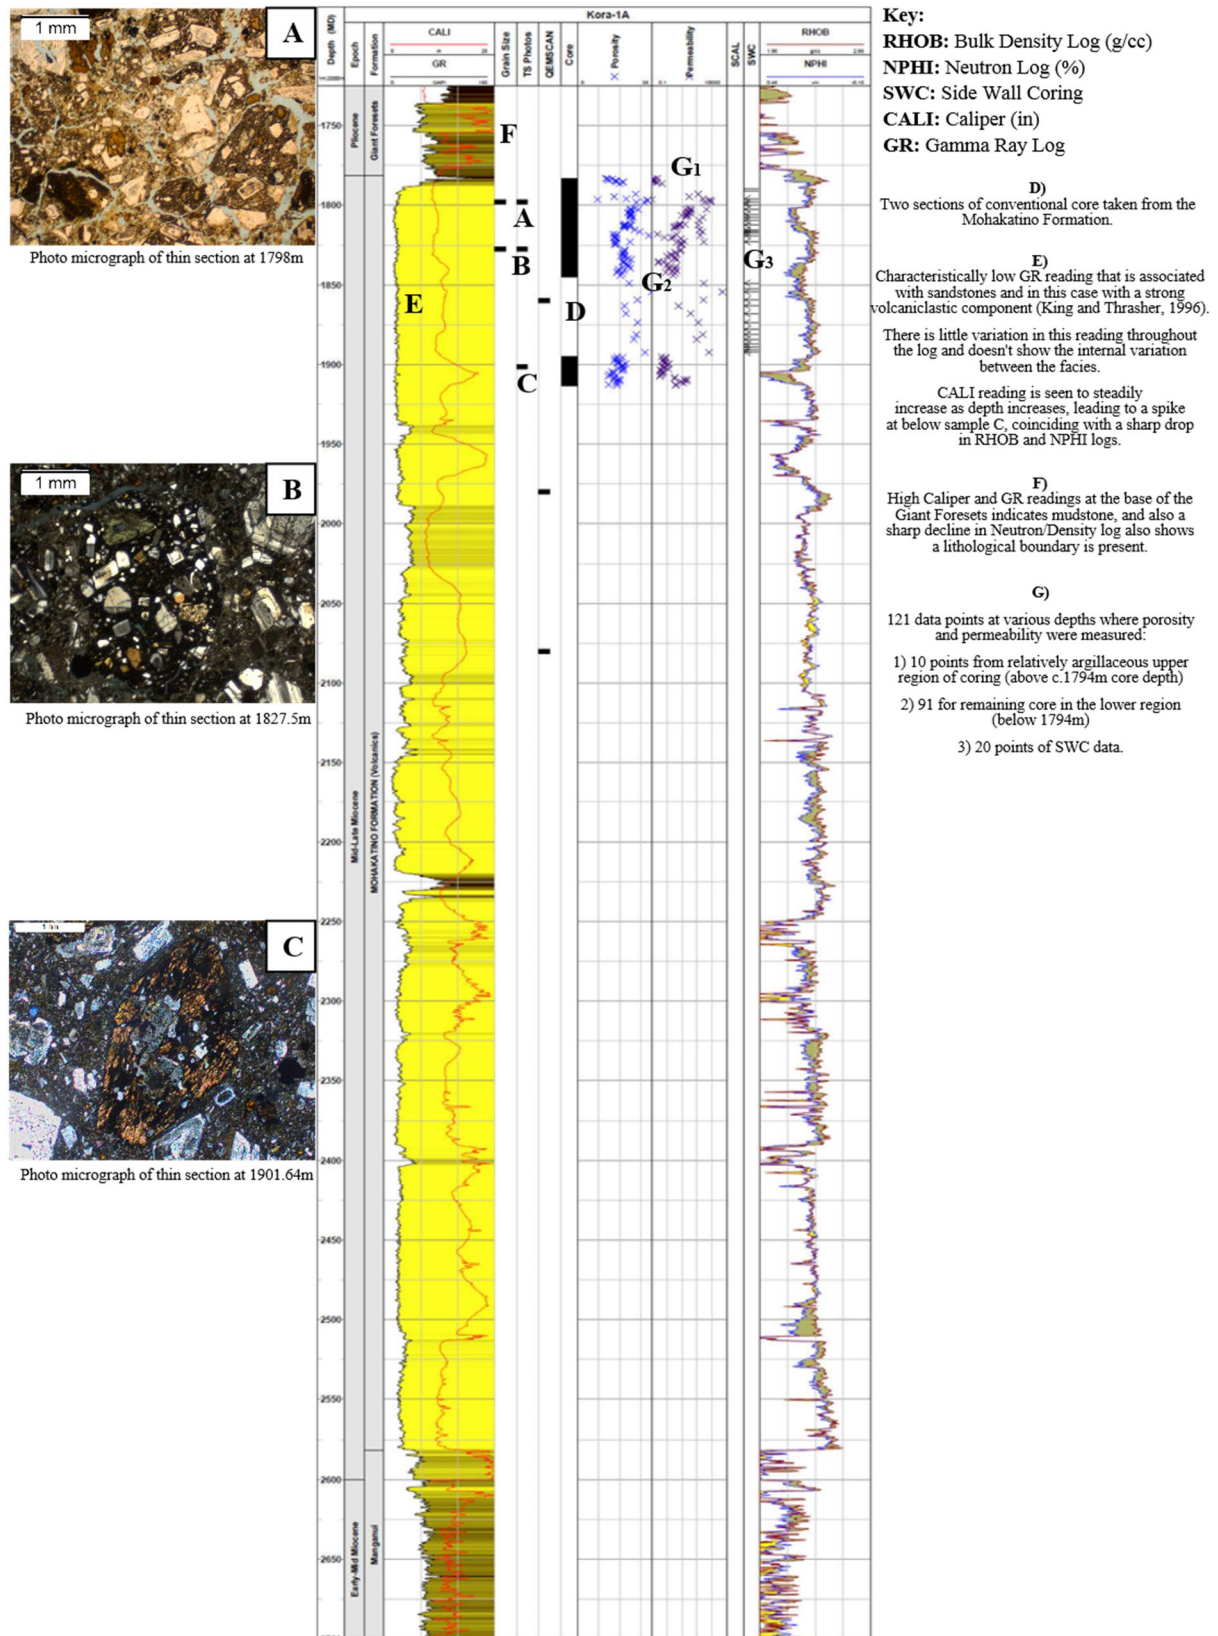 Kora-1A
Depth (MD)
Epoch
Formation
CALI
0 in 20
GR
0 (GAPI) 150
Grain Size
TS Photos
QEMSCAN
Core
Porosity
Permeability
SCAL
SWC
RHOB
1.95 g/cc 2.95
NPHI
1 mm
A
Photo micrograph of thin section at 1798m
1 mm
B
Photo micrograph of thin section at 1827.5m
1 mm
C
Photo micrograph of thin section at 1901.64m
1750
1800
1850
1900
1950
2000
2050
2100
2150
2200
2250
2300
2350
2400
2450
2500
2550
2600
2650
Pliocene
Mid-Late Miocene
Early-Mid Miocene
Giant Foresets
MOHAKATINO FORMATION (Volcanics)
Manganui
F
A
B
C
D
E
G1
G2
G3
Key:
RHOB: Bulk Density Log (g/cc)
NPHI: Neutron Log (%)
SWC: Side Wall Coring
CALI: Caliper (in)
GR: Gamma Ray Log
D)
Two sections of conventional core taken from the
Mohakatino Formation.
E)
Characteristically low GR reading that is associated
with sandstones and in this case with a strong
volcaniclastic component (King and Thrasher, 1996).
There is little variation in this reading throughout
the log and doesn't show the internal variation
between the facies.
CALI reading is seen to steadily
increase as depth increases, leading to a spike
at below sample C, coinciding with a sharp drop
in RHOB and NPHI logs.
F)
High Caliper and GR readings at the base of the
Giant Foresets indicates mudstone, and also a
sharp decline in Neutron/Density log also shows
a lithological boundary is present.
G)
121 data points at various depths where porosity
and permeability were measured:
1) 10 points from relatively argillaceous upper
region of coring (above c.1794m core depth)
2) 91 for remaining core in the lower region
(below 1794m)
3) 20 points of SWC data.